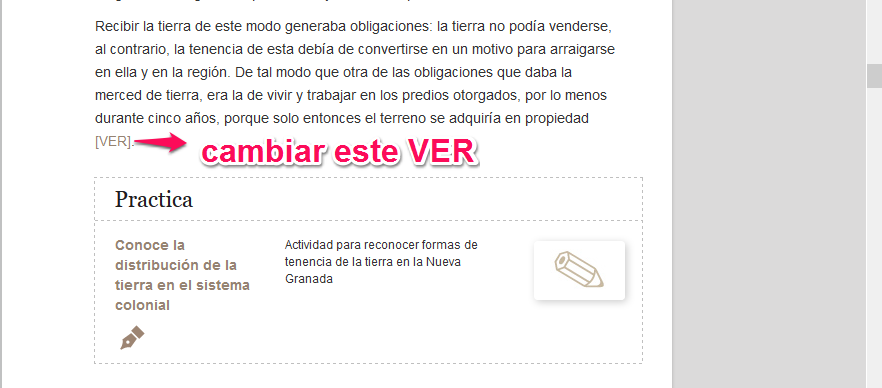 Recibir la tierra de este modo generaba obligaciones: la tierra no podía venderse,
al contrario, la tenencia de esta debía de convertirse en un motivo para arraigarse
en ella y en la región. De tal modo que otra de las obligaciones que daba la
merced de tierra, era la de vivir y trabajar en los predios otorgados, por lo menos
durante cinco años, porque solo entonces el terreno se adquiría en propiedad
[VER].
cambiar este VER
Practica
Conoce la
distribución de la
tierra en el sistema
colonial
Actividad para reconocer formas de
tenencia de la tierra en la Nueva
Granada